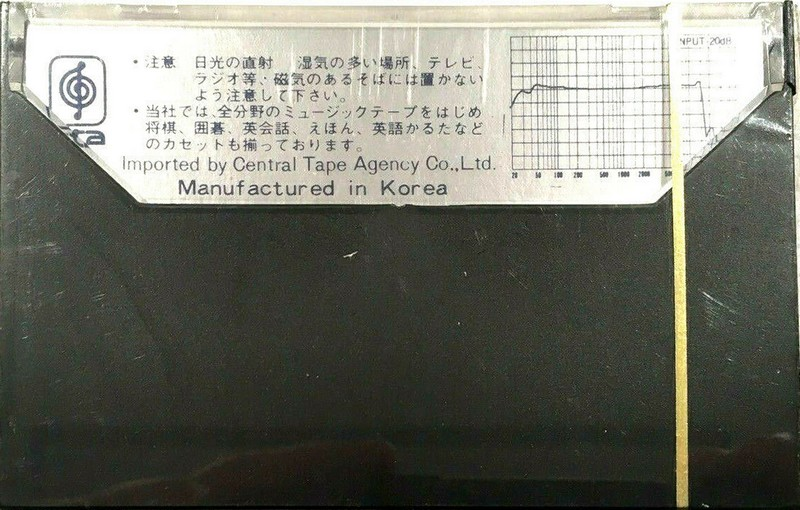 ・注意 日光の直射 湿気の多い場所、テレビ、
ラジオ等、磁気のあるそばには置かない
よう注意して下さい。
・当社では、全分野のミュージックテープをはじめ
将棋、囲碁、英会話、えほん、英語かるたなど
のカセットも揃っております。
Imported by Central Tape Agency Co.,Ltd.
Manufactured in Korea
NPUT-20dB
20 50 100 200 500 1000 2000